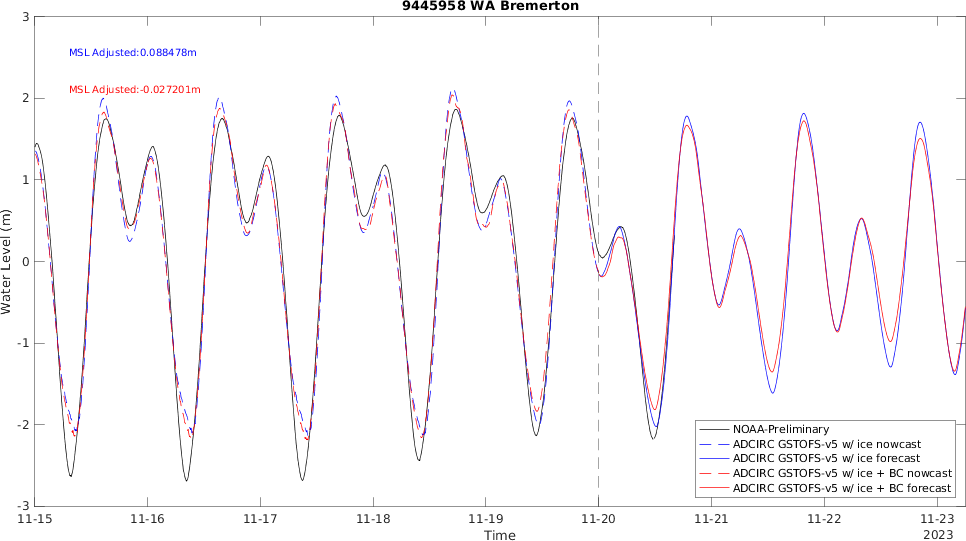 9445958 WA Bremerton
3
2
1
0
-1
-2
-3
Water Level (m)
MSL Adjusted:0.088478m
MSL Adjusted:-0.027201m
NOAA-Preliminary
ADCIRC GSTOFS-v5 w/ ice nowcast
ADCIRC GSTOFS-v5 w/ ice forecast
ADCIRC GSTOFS-v5 w/ ice + BC nowcast
ADCIRC GSTOFS-v5 w/ ice + BC forecast
11-15 11-16 11-17 11-18 11-19 11-20 11-21 11-22 11-23
Time
2023